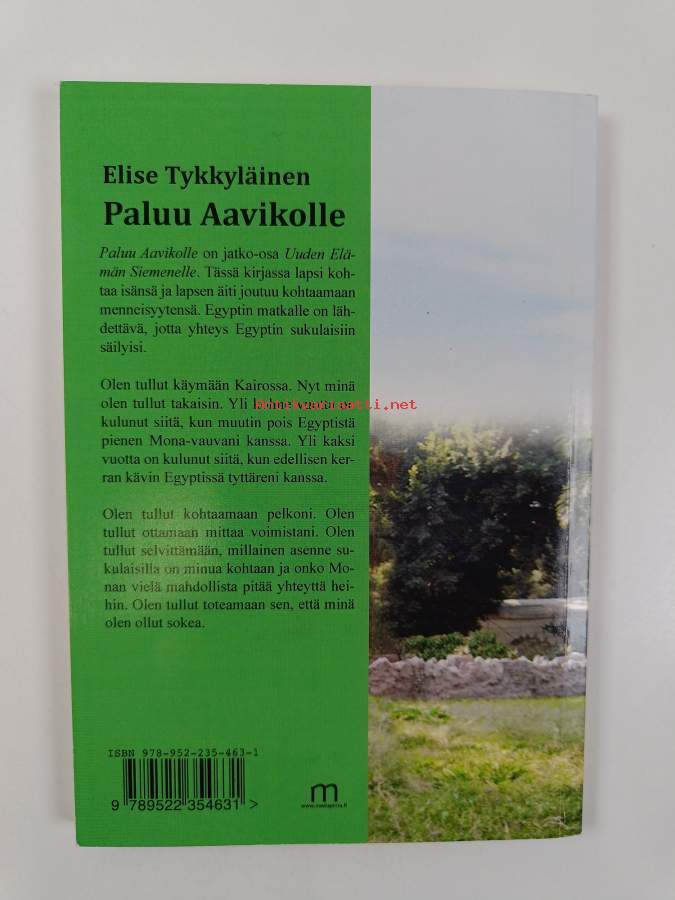 Elise Tykkyläinen
Paluu Aavikolle
Paluu Aavikolle on jatko-osa Uuden Elä-
män Siemenelle. Tässä kirjassa lapsi koh-
taa isänsä ja lapsen äiti joutuu kohtaamaan
menneisyytensä. Egyptin matkalle on läh-
dettävä, jotta yhteys Egyptin sukulaisiin
säilyisi.
Olen tullut käymään Kairossa. Nyt minä
olen tullut takaisin. Yli kolme vuotta on
antikvariaatti.net
kulunut siitä, kun muutin pois Egyptistä
pienen Mona-vauvani kanssa. Yli kaksi
vuotta on kulunut siitä, kun edellisen ker-
ran kävin Egyptissä tyttäreni kanssa.
Olen tullut kohtaamaan pelkoni. Olen
tullut ottamaan mittaa voimistani. Olen
tullut selvittämään, millainen asenne su-
kulaisilla on minua kohtaan ja onko Mo-
nan vielä mahdollista pitää yhteyttä hei-
hin. Olen tullut toteamaan sen, että minä
olen ollut sokea.
ISBN 978-952-235-463-1
9 789522 354631 >
m
www.mediapinta.fi